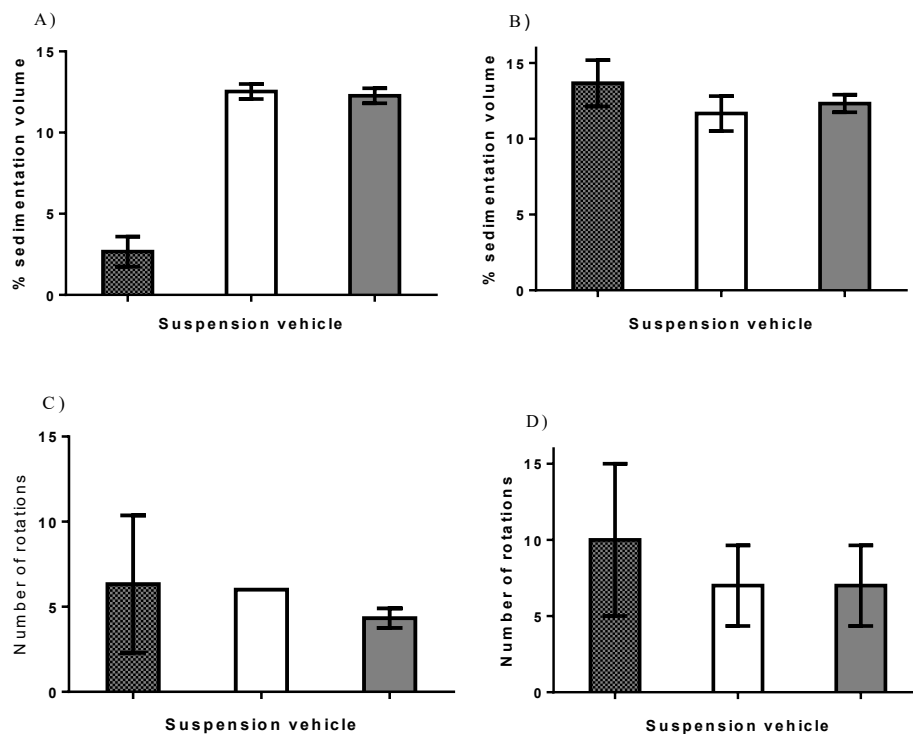 A)
% sedimentation volume
15
10
5
0
Suspension vehicle
B)
% sedimentation volume
15
10
5
0
Suspension vehicle
C)
Number of rotations
15
10
5
0
Suspension vehicle
D)
Number of rotations
15
10
5
0
Suspension vehicle